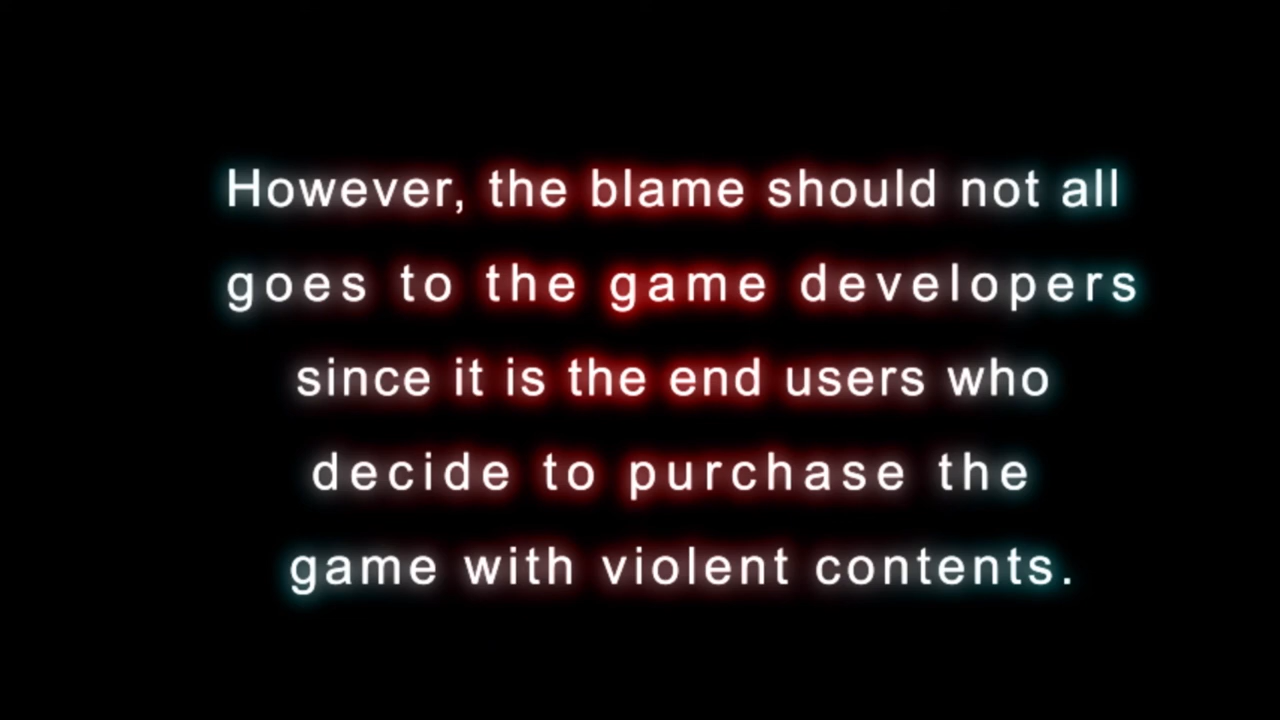 However, the blame should not all
goes to the game developers
since it is the end users who
decide to purchase the
game with violent contents.